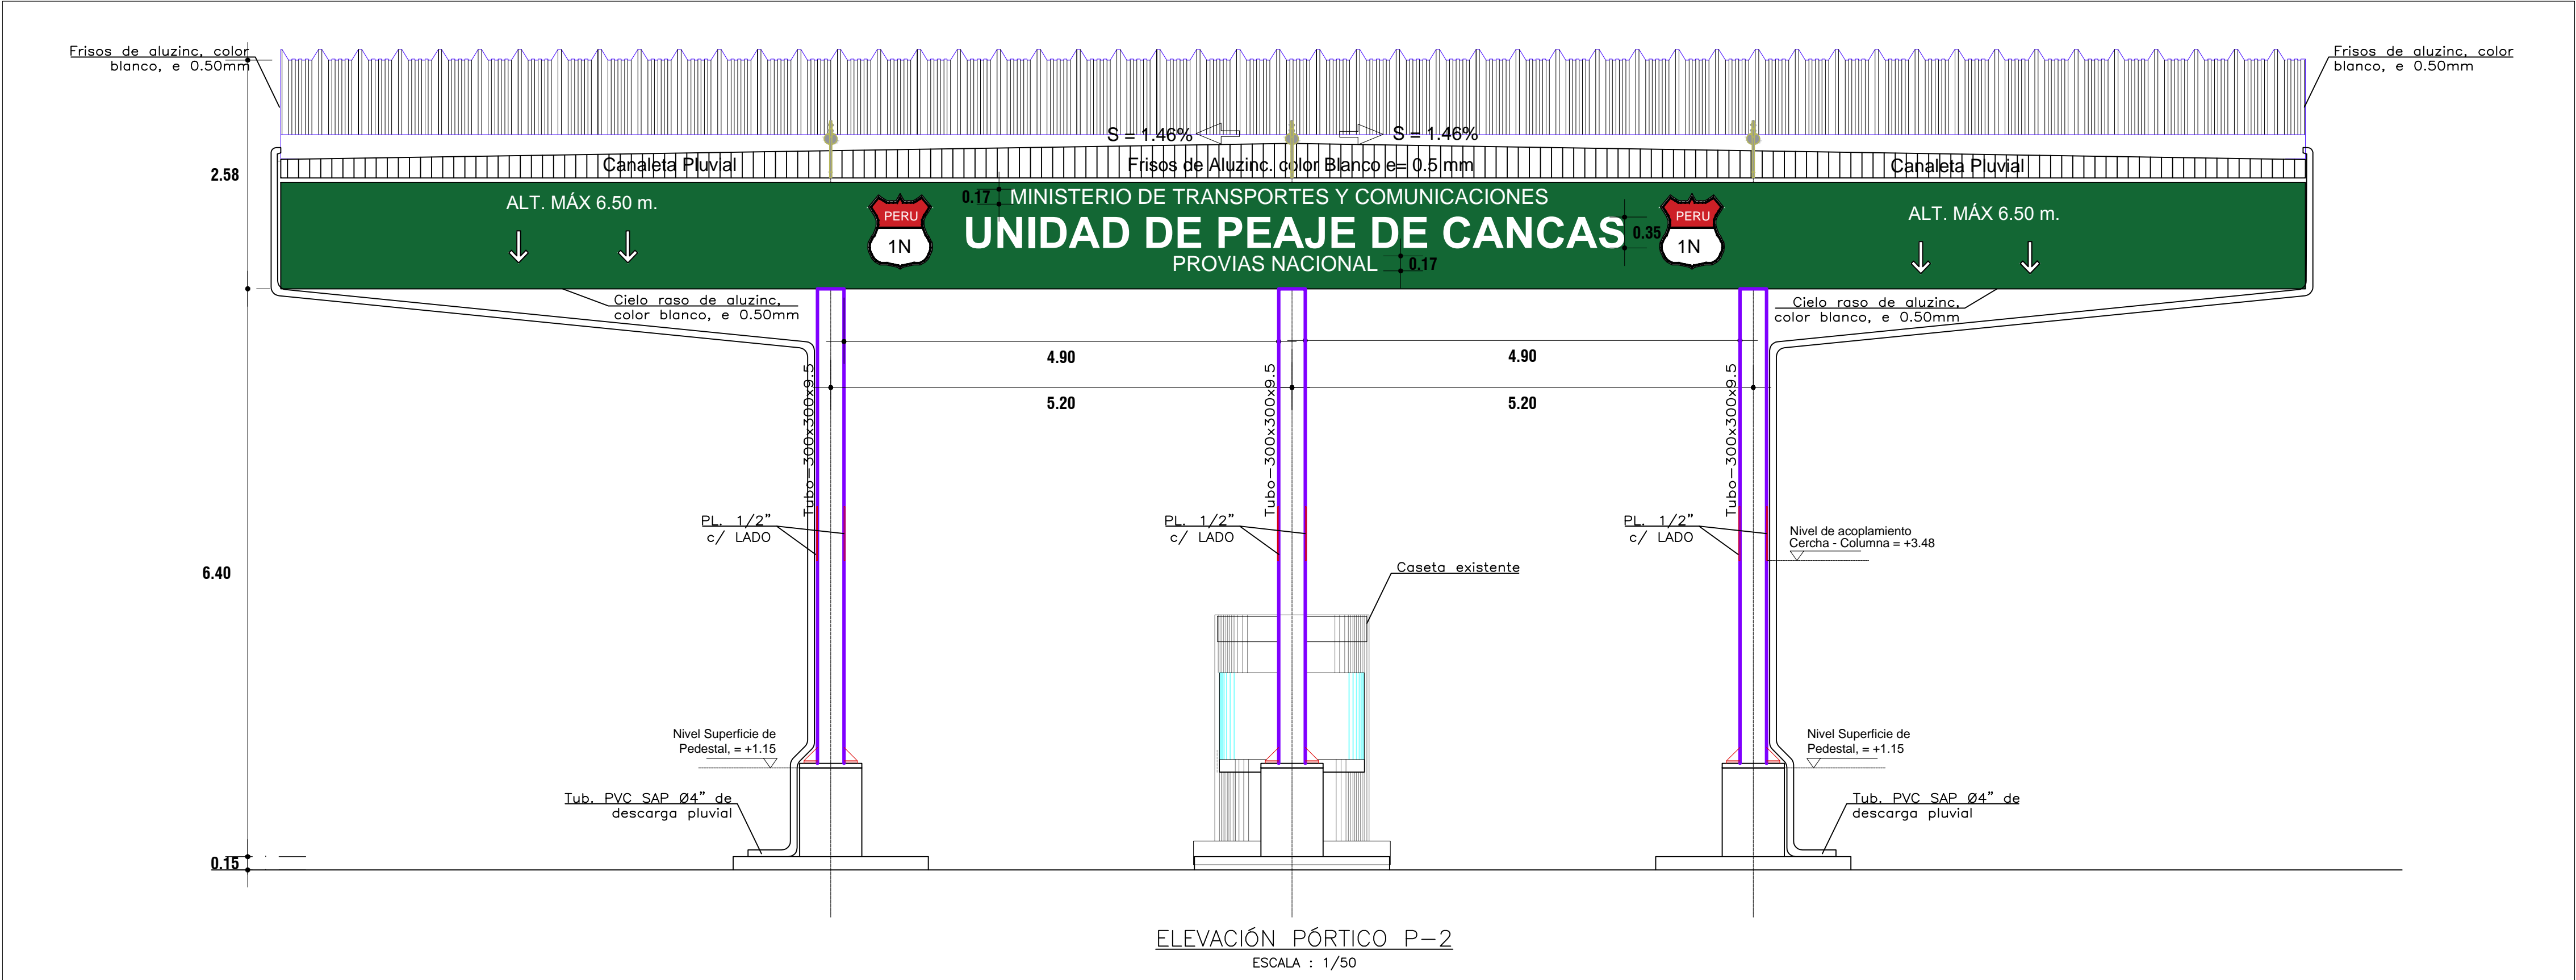 Frisos de aluzinc, color
blanco, e 0.50mm
Frisos de aluzinc, color
blanco, e 0.50mm
S = 1.46%
S = 1.46%
Canaleta Pluvial
Frisos de Aluzinc. color Blanco e= 0.5 mm
Canaleta Pluvial
2.58
ALT. MÁX 6.50 m.
PERU
1N
0.17
MINISTERIO DE TRANSPORTES Y COMUNICACIONES
UNIDAD DE PEAJE DE CANCAS
0.35
PROVIAS NACIONAL
0.17
PERU
1N
ALT. MÁX 6.50 m.
Cielo raso de aluzinc,
color blanco, e 0.50mm
Cielo raso de aluzinc,
color blanco, e 0.50mm
4.90
4.90
5.20
5.20
Tubo-300x300x9.5
Tubo-300x300x9.5
Tubo-300x300x9.5
PL. 1/2"
c/ LADO
PL. 1/2"
c/ LADO
PL. 1/2"
c/ LADO
Nivel de acoplamiento
Cercha - Columna = +3.48
6.40
Caseta existente
Nivel Superficie de
Pedestal, = +1.15
Nivel Superficie de
Pedestal, = +1.15
Tub. PVC SAP Ø4" de
descarga pluvial
Tub. PVC SAP Ø4" de
descarga pluvial
0.15
ELEVACIÓN PÓRTICO P-2
ESCALA : 1/50